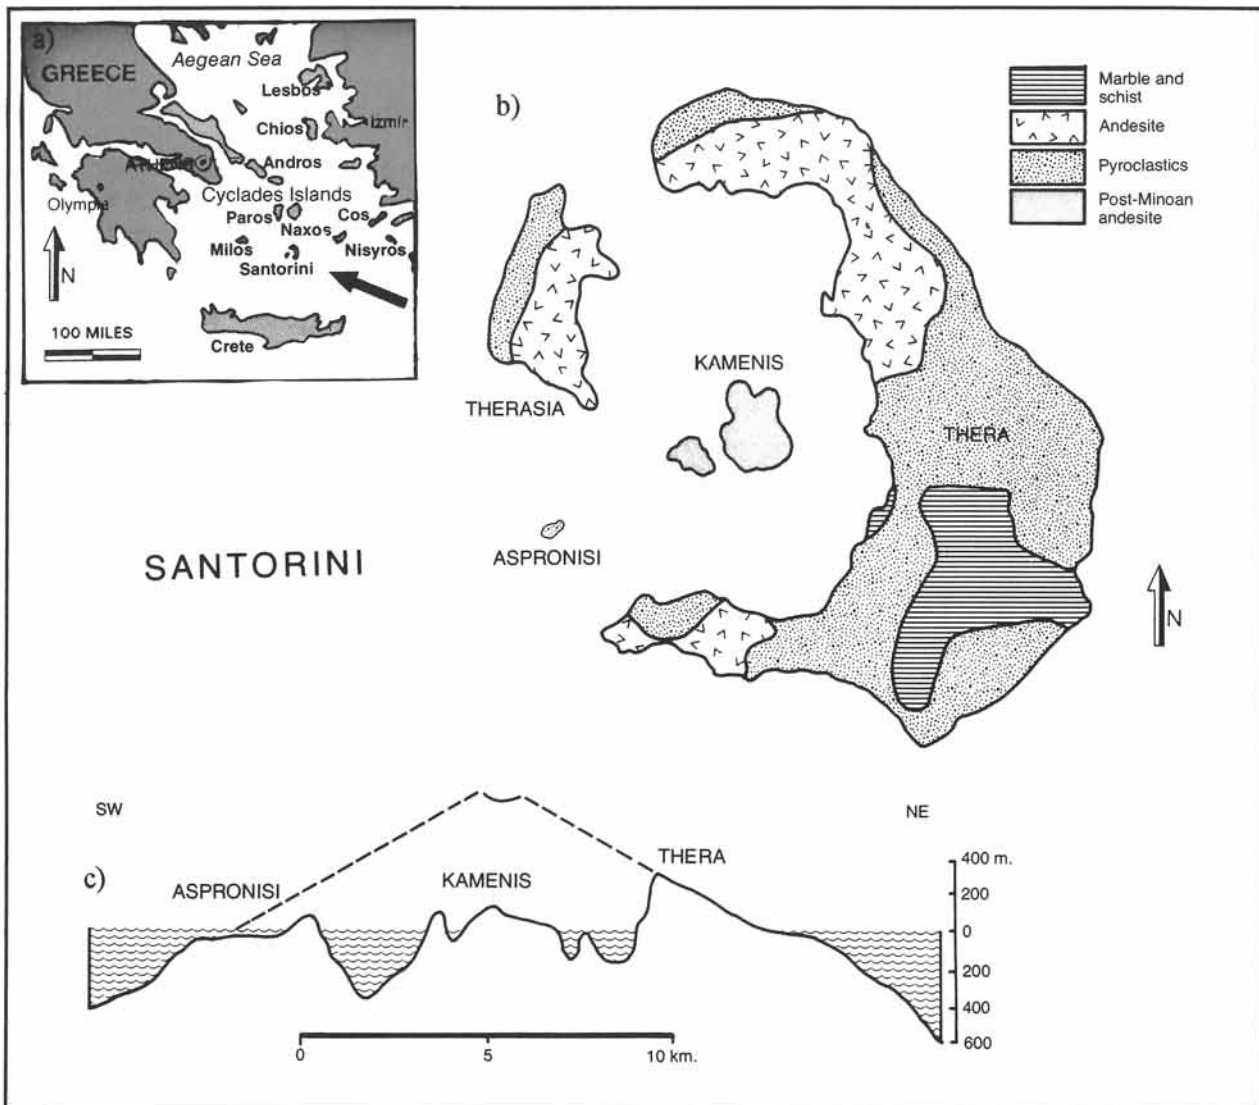 a)
Aegean Sea
GREECE
Lesbos
Chios
Izmir
ATHENS
Andros
Cyclades Islands
Olympia
Paros
Cos
Naxos
Milos
Nisyros
Santorini
N
100 MILES
Crete
b)
Marble and
schist
Andesite
Pyroclastics
Post-Minoan
andesite
KAMENIS
THERASIA
THERA
ASPRONISI
SANTORINI
N
SW
NE
c)
ASPRONISI
KAMENIS
THERA
400 m.
200
0
200
400
600
0
5
10 km.